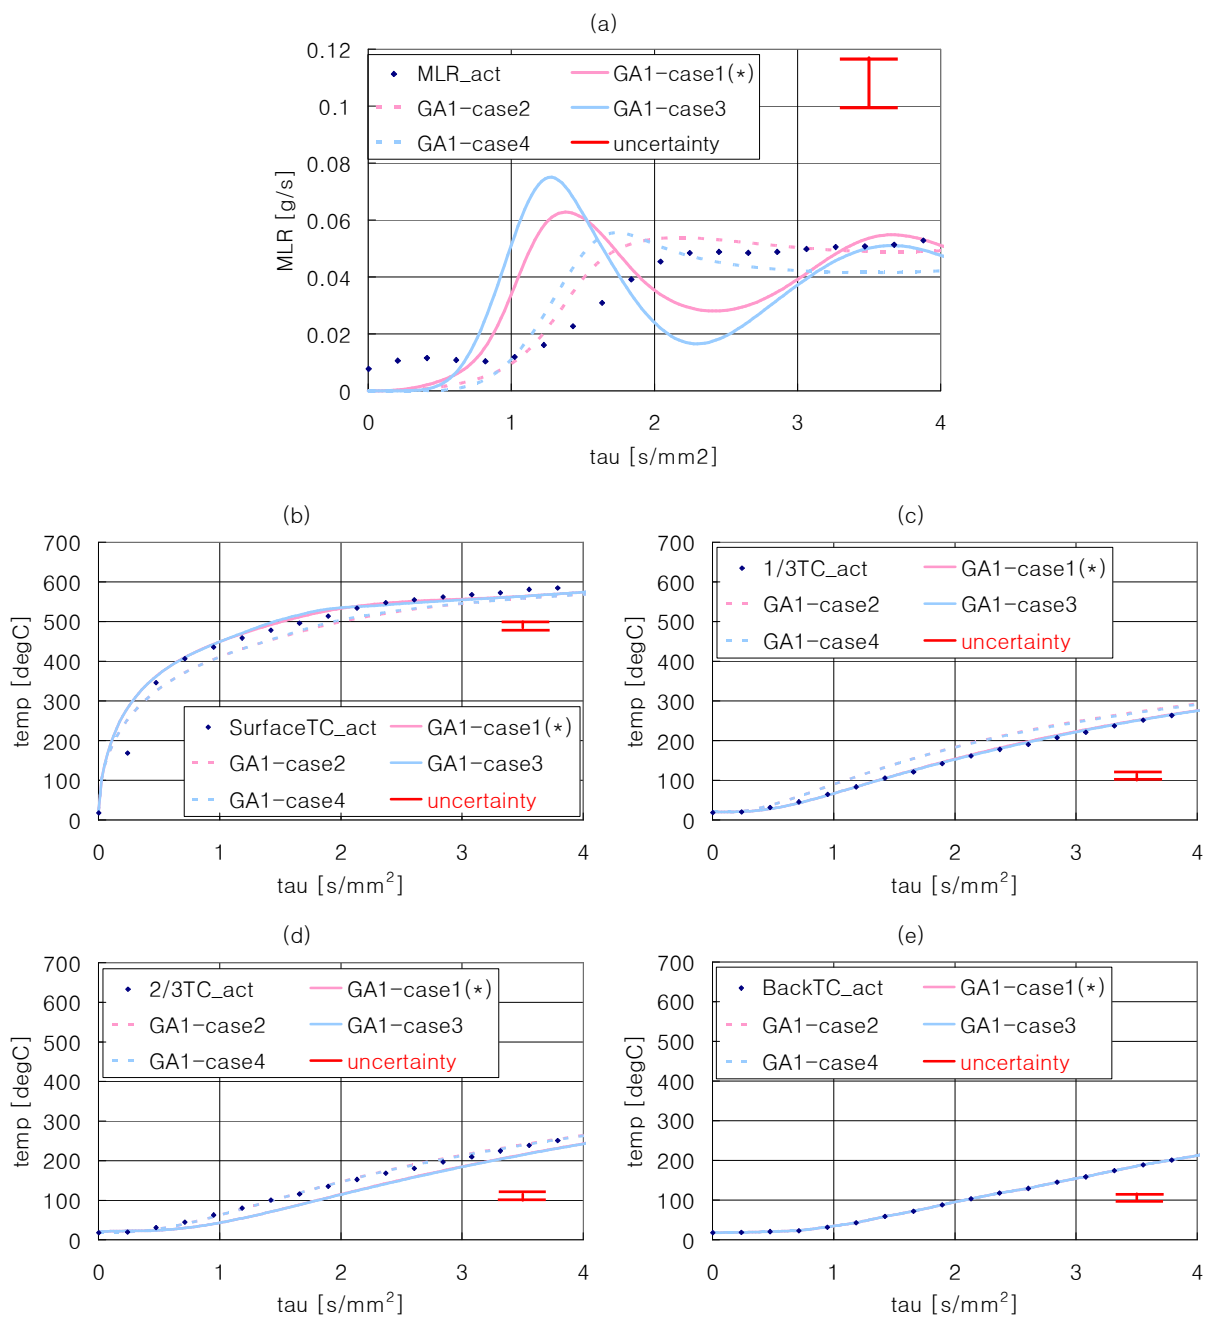 (a)
0.12
0.1
0.08
0.06
0.04
0.02
0
MLR [g/s]
MLR_act
GA1-case1(*)
GA1-case2
GA1-case3
GA1-case4
uncertainty
0 1 2 3 4
tau [s/mm2]
(b)
700
600
500
400
300
200
100
0
temp [degC]
SurfaceTC_act
GA1-case1(*)
GA1-case2
GA1-case3
GA1-case4
uncertainty
0 1 2 3 4
tau [s/mm²]
(c)
700
600
500
400
300
200
100
0
temp [degC]
1/3TC_act
GA1-case1(*)
GA1-case2
GA1-case3
GA1-case4
uncertainty
0 1 2 3 4
tau [s/mm²]
(d)
700
600
500
400
300
200
100
0
temp [degC]
2/3TC_act
GA1-case1(*)
GA1-case2
GA1-case3
GA1-case4
uncertainty
0 1 2 3 4
tau [s/mm²]
(e)
700
600
500
400
300
200
100
0
temp [degC]
BackTC_act
GA1-case1(*)
GA1-case2
GA1-case3
GA1-case4
uncertainty
0 1 2 3 4
tau [s/mm²]